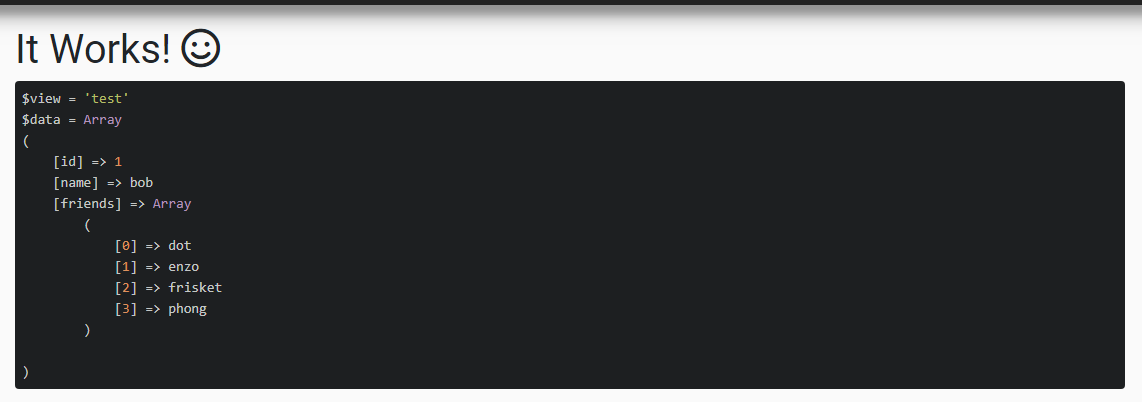 It Works!
$view = 'test'
$data = Array
(
    [id] => 1
    [name] => bob
    [friends] => Array
        (
            [0] => dot
            [1] => enzo
            [2] => frisket
            [3] => phong
        )

)